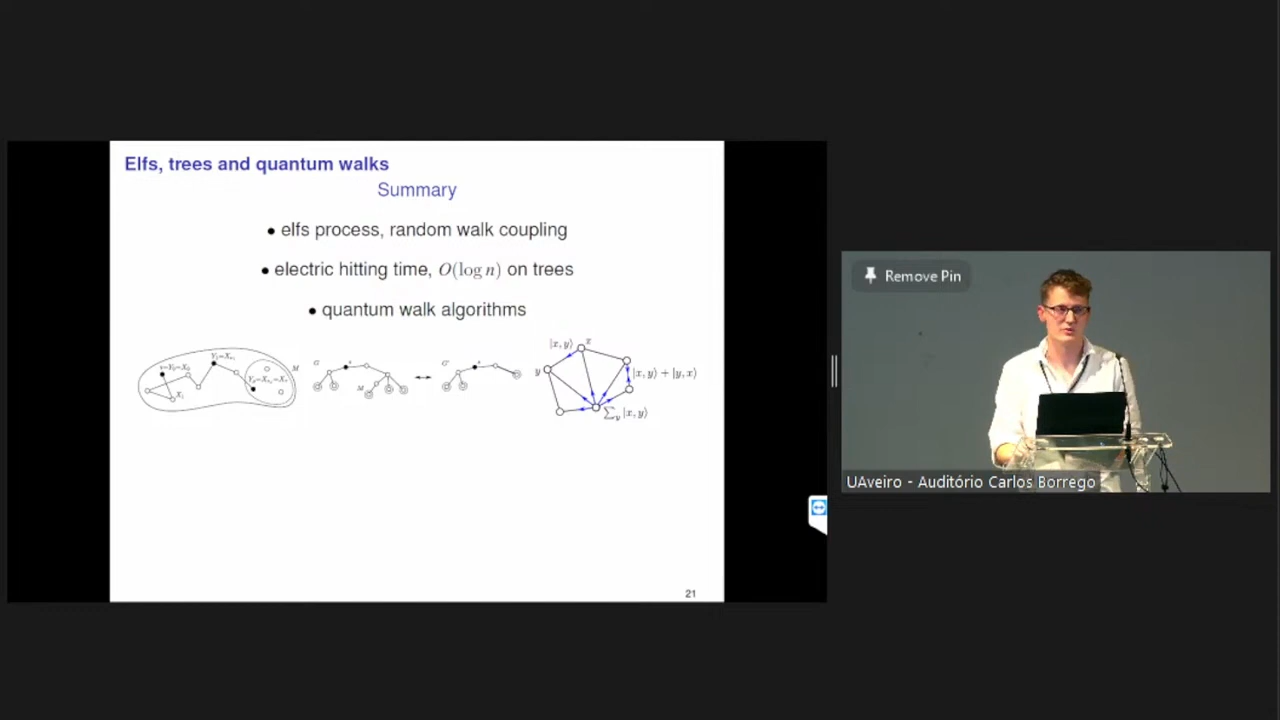 Elfs, trees and quantum walks
Summary
• elfs process, random walk coupling
• electric hitting time, O(log n) on trees
• quantum walk algorithms
|x, y⟩
x
y
|x, y⟩ + |y, x⟩
∑y |x, y⟩
M
G
s
M
G'
s
21
Remove Pin
UAveiro - Auditório Carlos Borrego